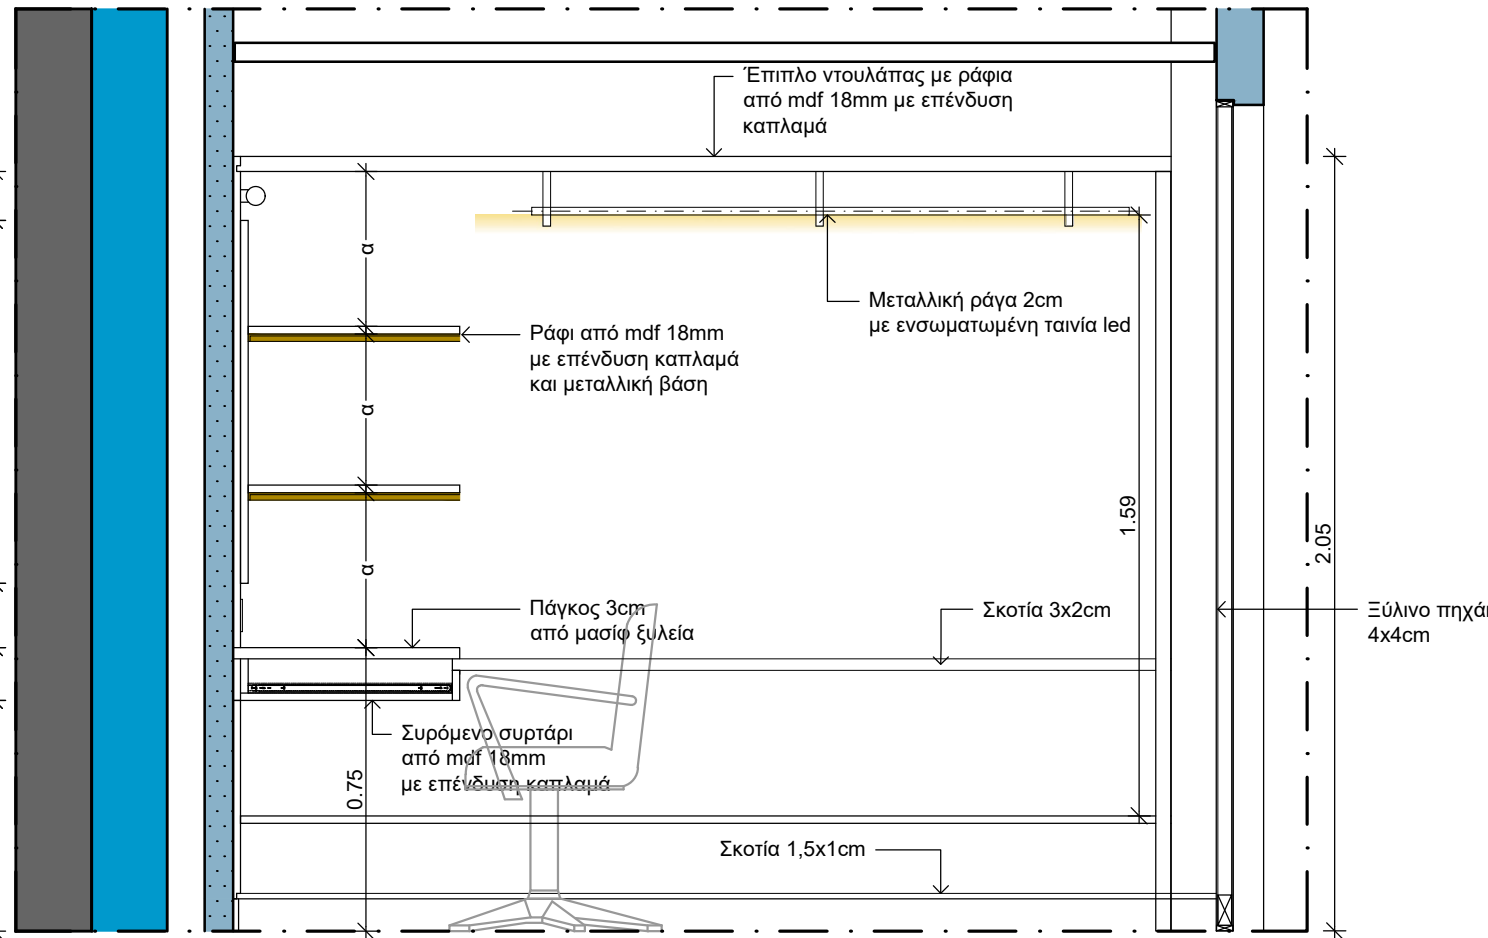 Έπιπλο ντουλάπας με ράφια
από mdf 18mm με επένδυση
καπλαμά
α
Μεταλλική ράγα 2cm
με ενσωματωμένη ταινία led
Ράφι από mdf 18mm
με επένδυση καπλαμά
και μεταλλική βάση
α
1.59
2.05
α
Πάγκος 3cm
από μασίφ ξυλεία
Σκοτία 3x2cm
Ξύλινο
4x4cm
Συρόμενο συρτάρι
από mdf 18mm
με επένδυση καπλαμά
0.75
Σκοτία 1,5x1cm